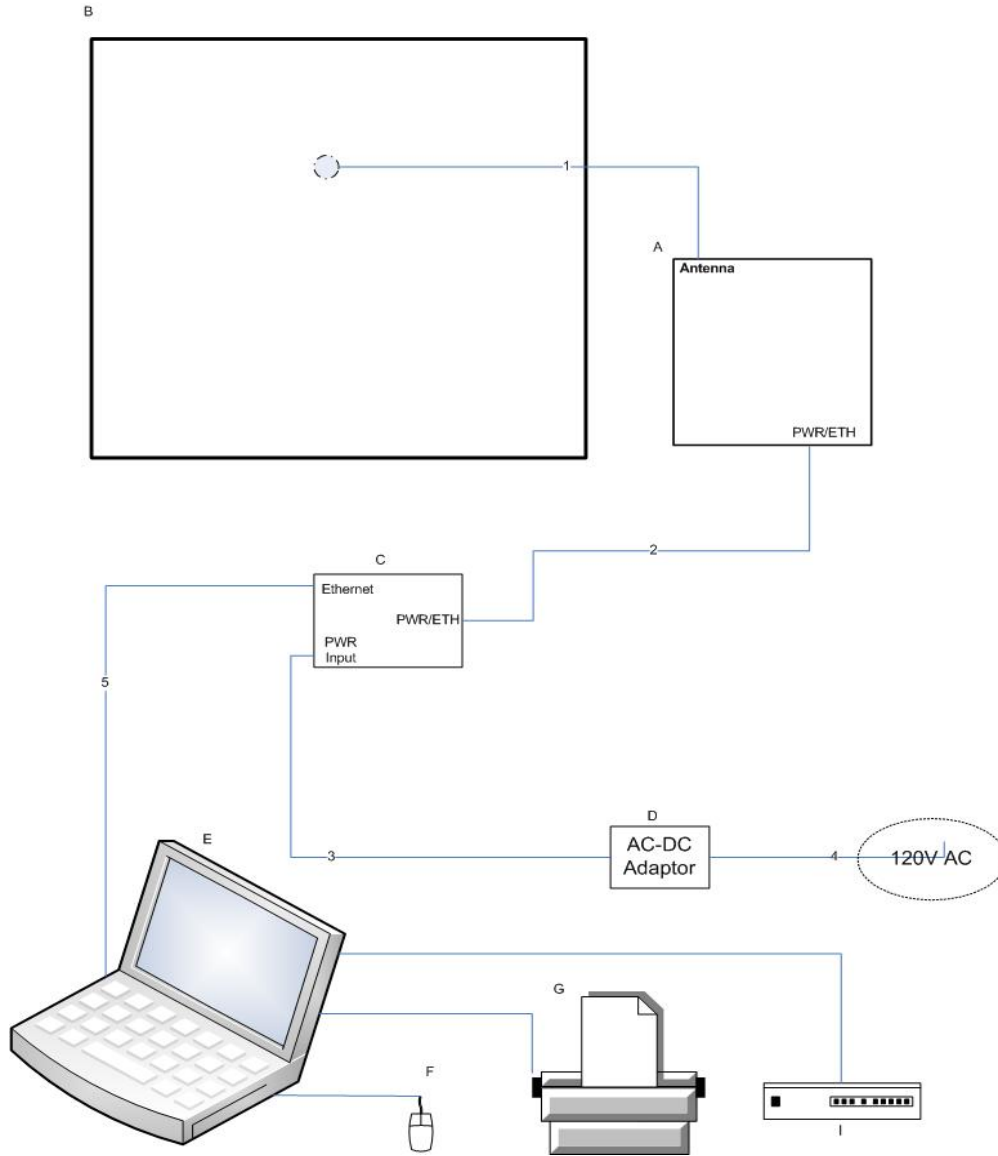 B
1
A
Antenna
PWR/ETH
2
C
Ethernet
PWR/ETH
PWR
Input
5
D
E
AC-DC
Adaptor
3
4
120V AC
G
F
I